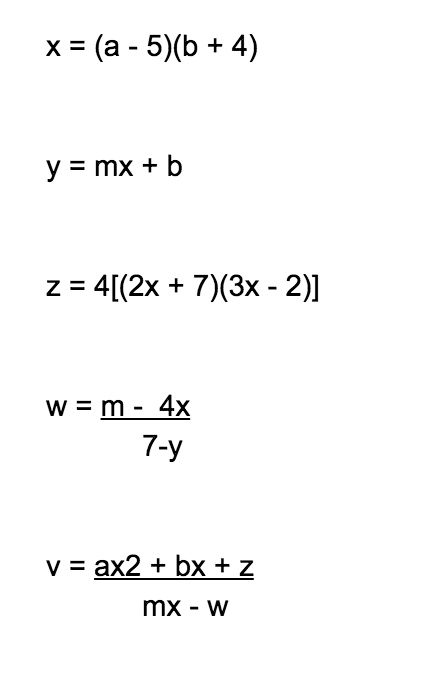 x = (a - 5)(b + 4)
y = mx + b
z = 4[(2x + 7)(3x - 2)]
w = m -  4x
7-y
v = ax2 + bx + z
mx - w